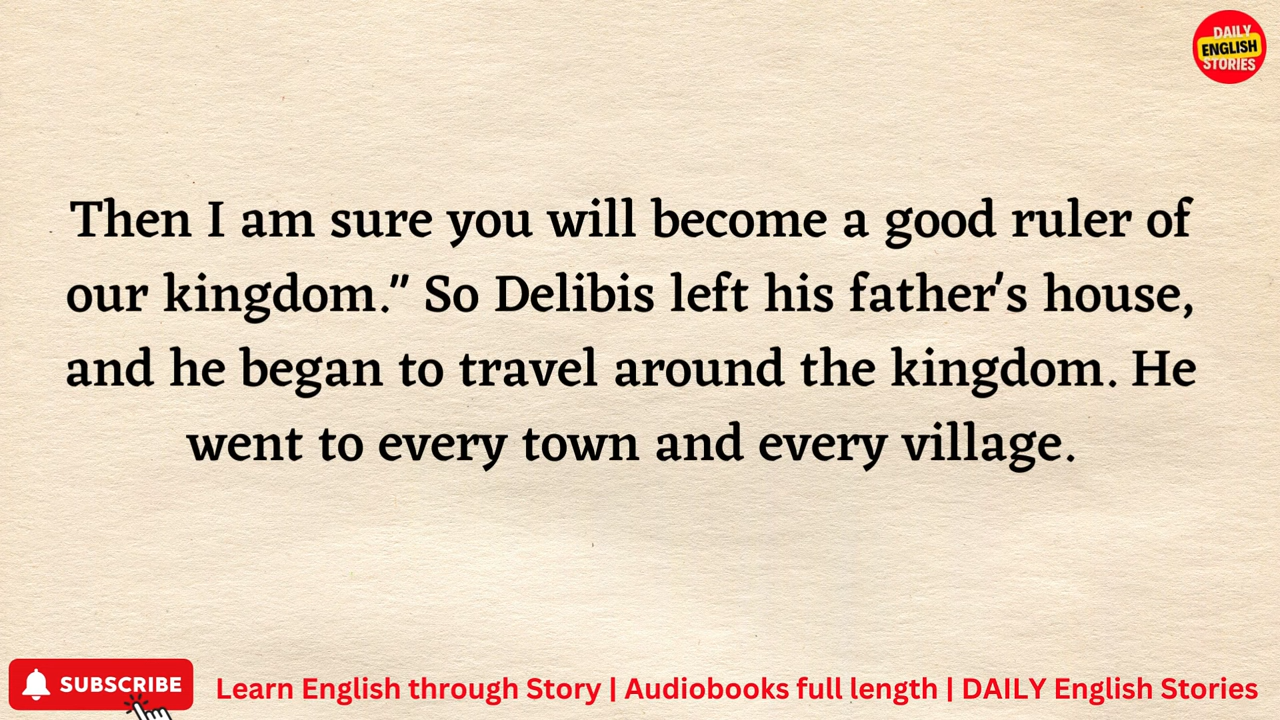 DAILY
ENGLISH
STORIES
Then I am sure you will become a good ruler of
our kingdom." So Delibis left his father's house,
and he began to travel around the kingdom. He
went to every town and every village.
SUBSCRIBE
Learn English through Story | Audiobooks full length | DAILY English Stories